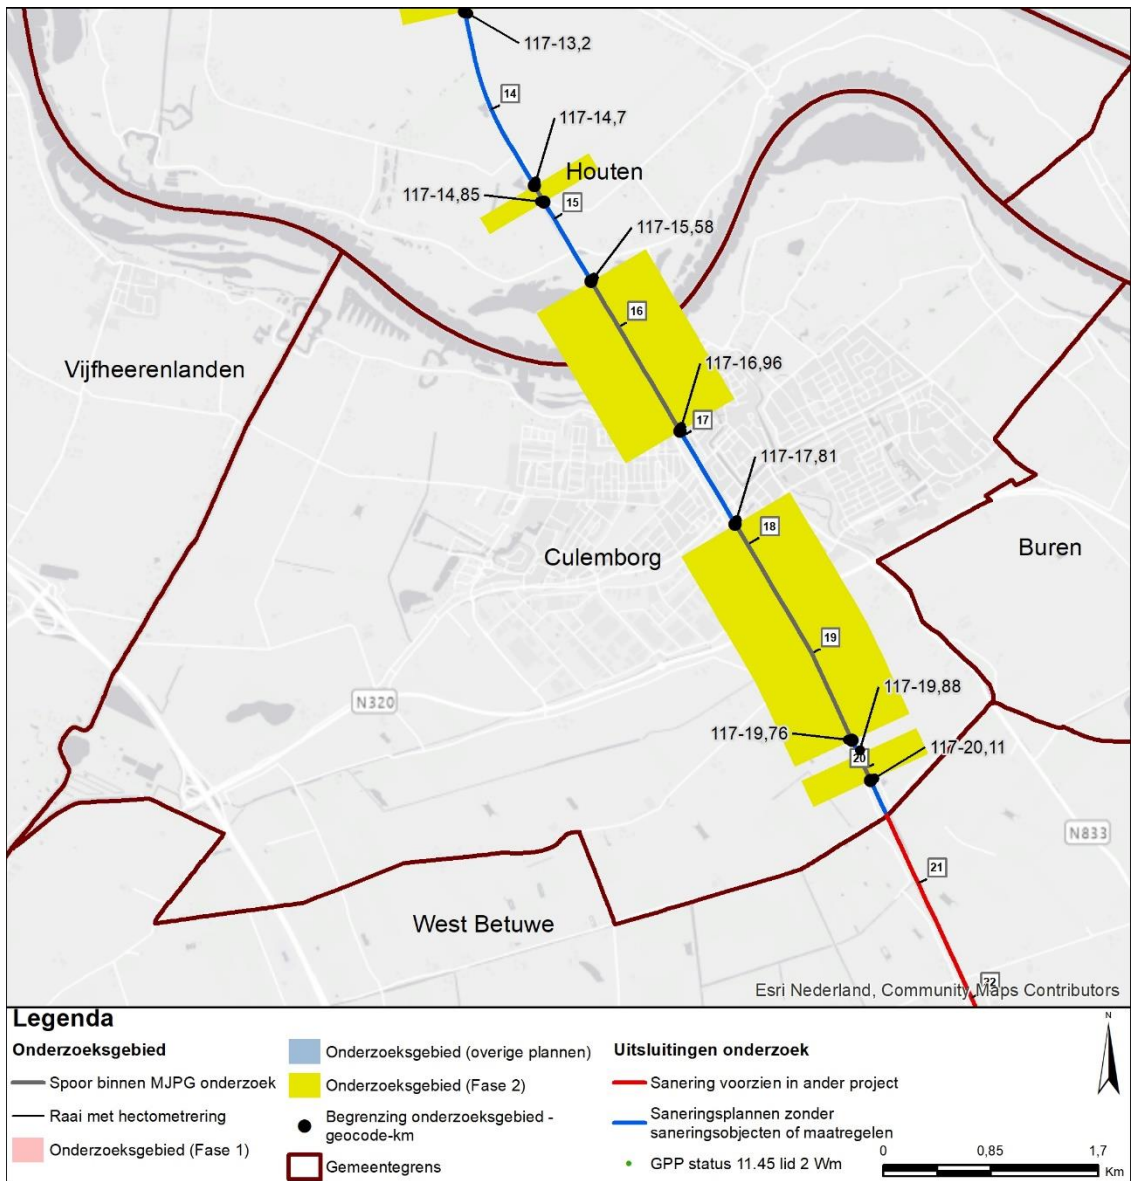 117-13,2
14
117-14,7
Houten
117-14,85
15
117-15,58
16
Vijfheerenlanden
117-16,96
17
117-17,81
18
Culemborg
Buren
19
117-19,88
N320
117-19,76
117-20,11
20
N833
21
West Betuwe
22
Esri Nederland, Community Maps Contributors
Legenda
Onderzoeksgebied
Spoor binnen MJPG onderzoek
Raai met hectometrering
Onderzoeksgebied (Fase 1)
Onderzoeksgebied (overige plannen)
Onderzoeksgebied (Fase 2)
Begrenzing onderzoeksgebied -
geocode-km
Gemeentegrens
Uitsluitingen onderzoek
Sanering voorzien in ander project
Saneringsplannen zonder
saneringsobjecten of maatregelen
GPP status 11.45 lid 2 Wm
N
0 0,85 1,7
Km